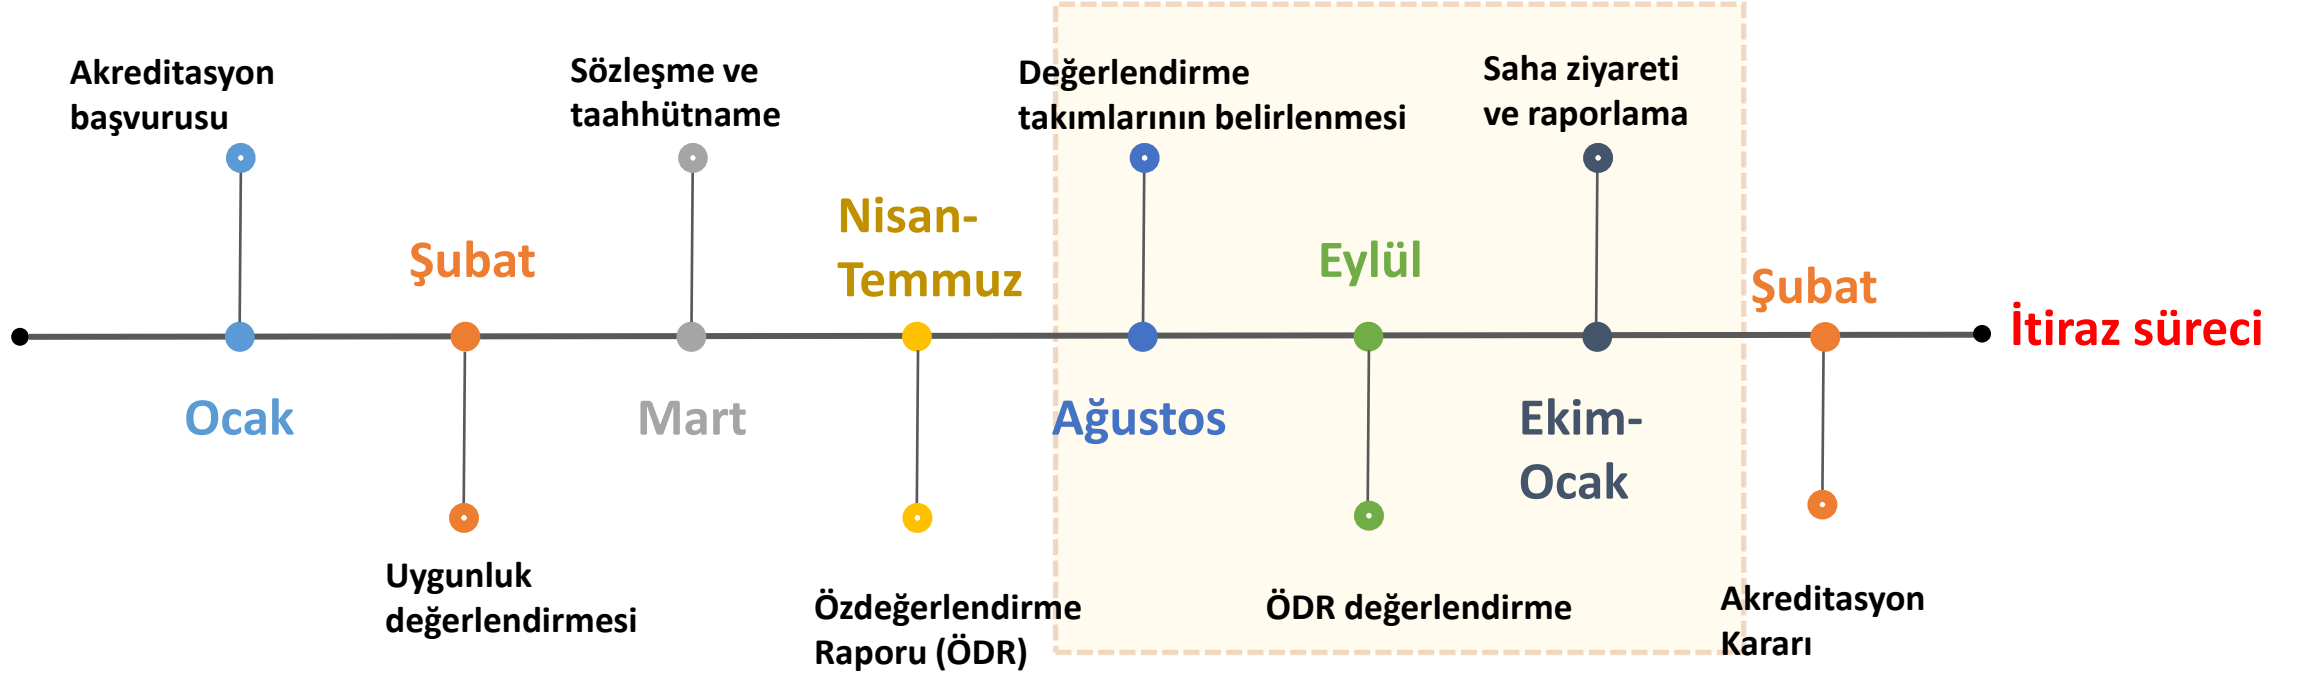 Akreditasyon
başvurusu
Ocak
Şubat
Uygunluk
değerlendirmesi
Sözleşme ve
taahhütname
Mart
Nisan-
Temmuz
Özdeğerlendirme
Raporu (ÖDR)
Değerlendirme
takımlarının belirlenmesi
Ağustos
Eylül
ÖDR değerlendirme
Saha ziyareti
ve raporlama
Ekim-
Ocak
Şubat
Akreditasyon
Kararı
İtiraz süreci